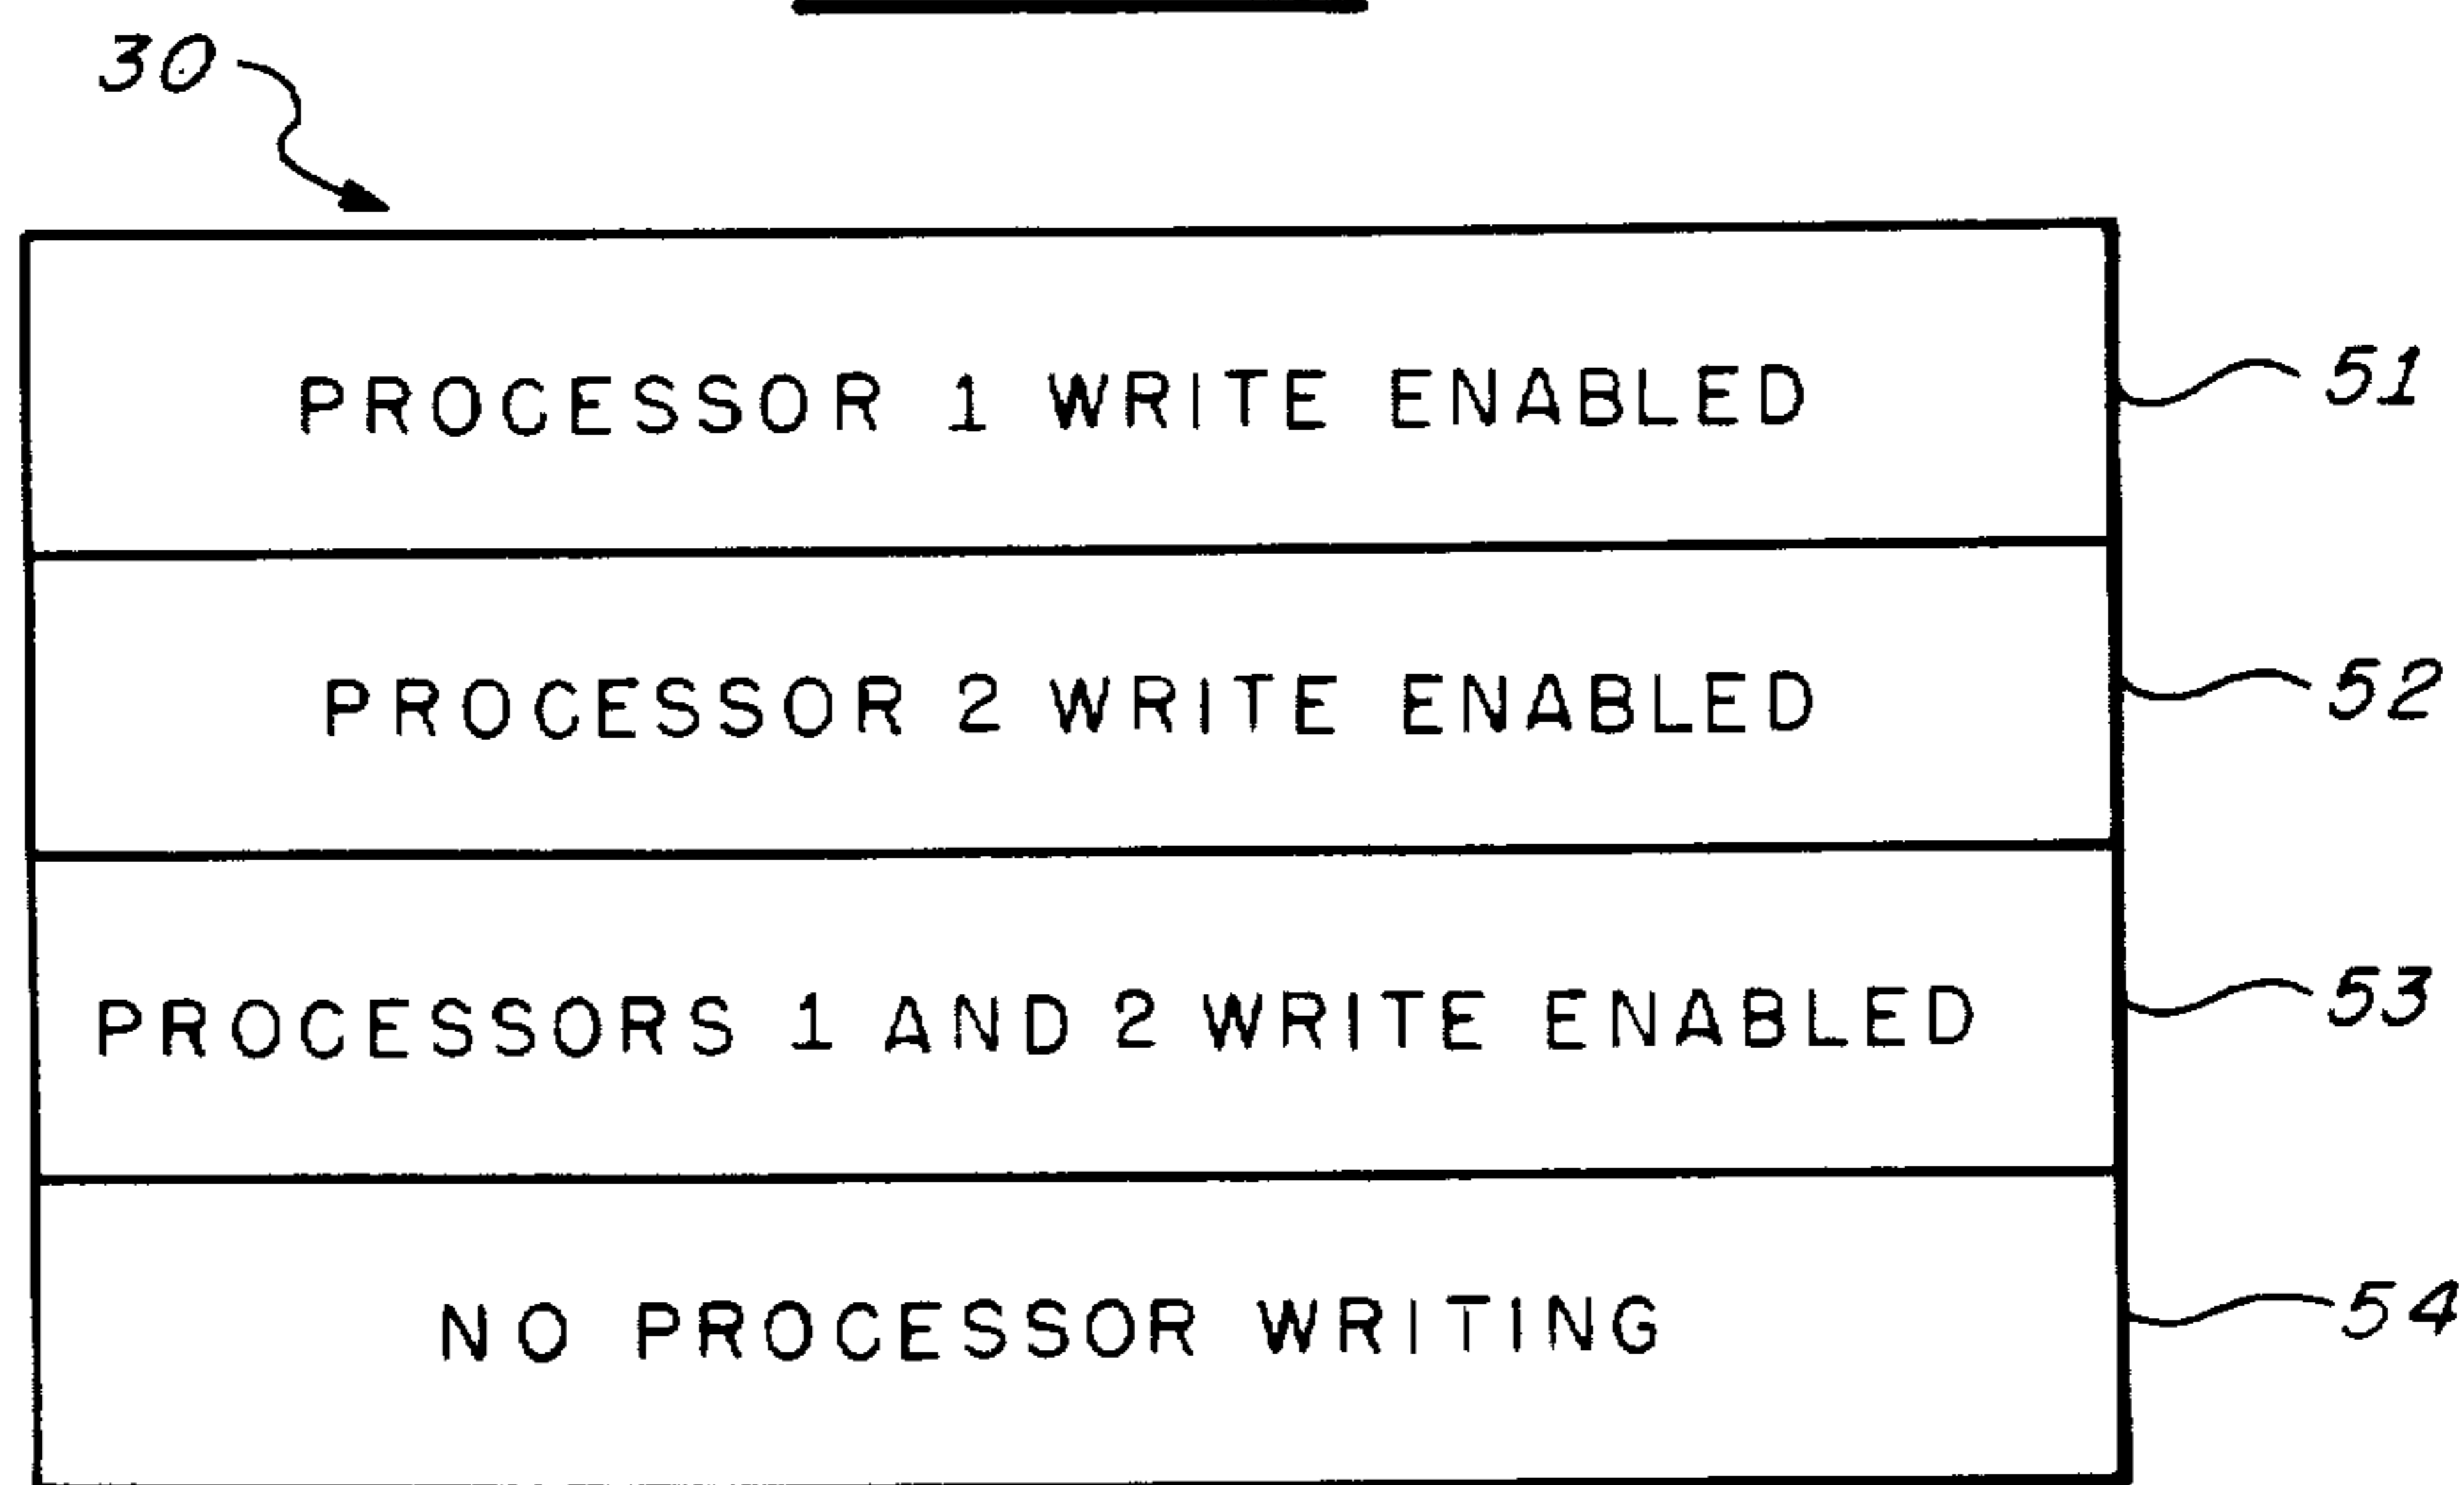 30
PROCESSOR 1 WRITE ENABLED 51
PROCESSOR 2 WRITE ENABLED 52
PROCESSORS 1 AND 2 WRITE ENABLED 53
NO PROCESSOR WRITING 54